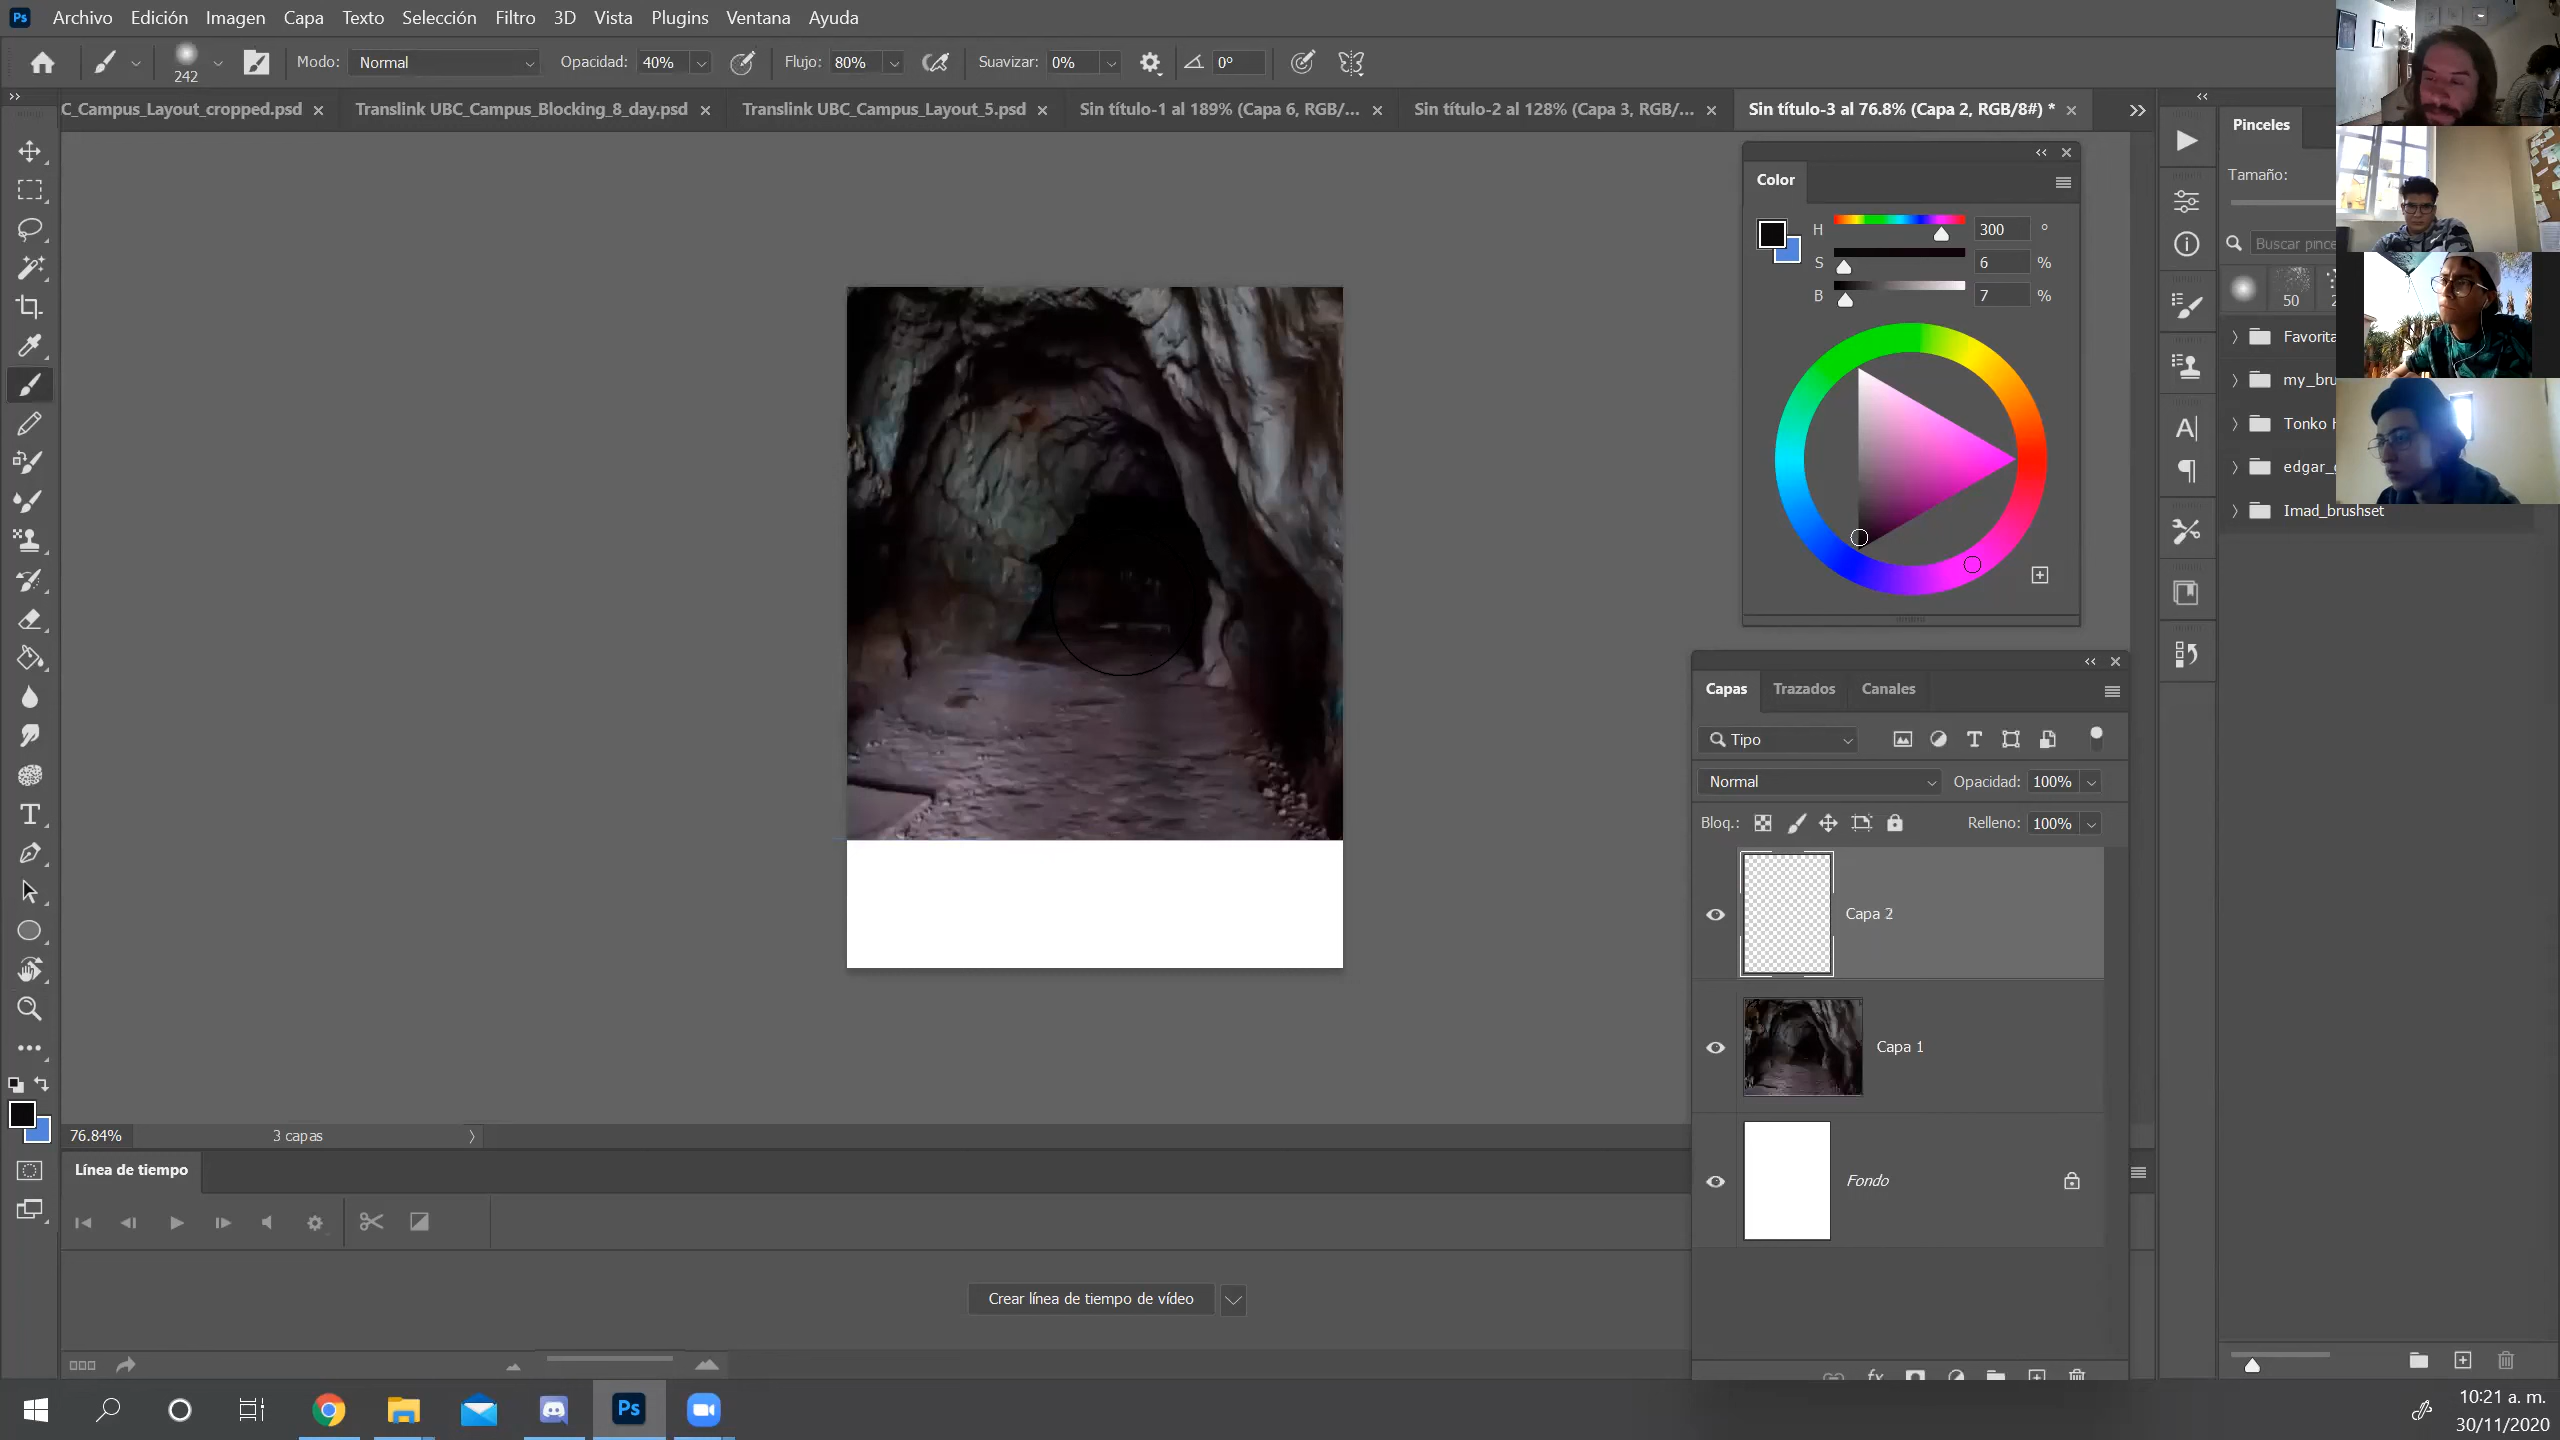 Ps Archivo Edición Imagen Capa Texto Selección Filtro 3D Vista Plugins Ventana Ayuda
242 Modo: Normal Opacidad: 40% Flujo: 80% Suavizar: 0% 0°
C_Campus_Layout_cropped.psd Translink UBC_Campus_Blocking_8_day.psd Translink UBC_Campus_Layout_5.psd Sin título-1 al 189% (Capa 6, RGB/... Sin título-2 al 128% (Capa 3, RGB/... Sin título-3 al 76.8% (Capa 2, RGB/8#) *
Color
H 300 °
S 6 %
B 7 %
Pinceles
Tamaño:
Buscar pince
50
Favorita
my_bru
Tonko H
edgar_
Imad_brushset
Capas Trazados Canales
Tipo
Normal Opacidad: 100%
Bloq.: Relleno: 100%
Capa 2
Capa 1
Fondo
76.84% 3 capas
Línea de tiempo
Crear línea de tiempo de vídeo
Ps
10:21 a. m.
30/11/2020